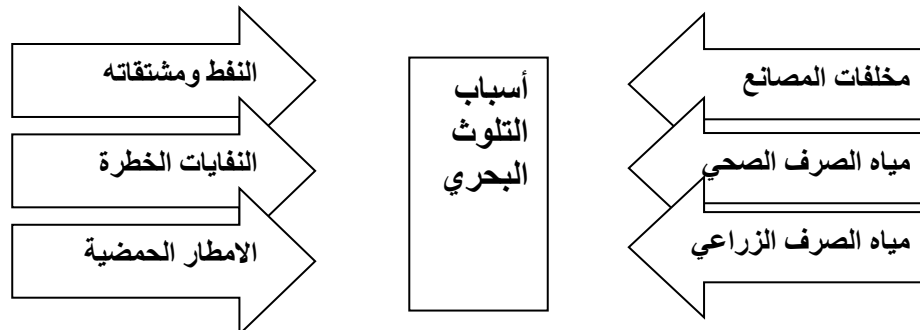 مخلفات المصانع
مياه الصرف الصحي
مياه الصرف الزراعي
أسباب
التلوث
البحري
النفط ومشتقاته
النفايات الخطرة
الامطار الحمضية